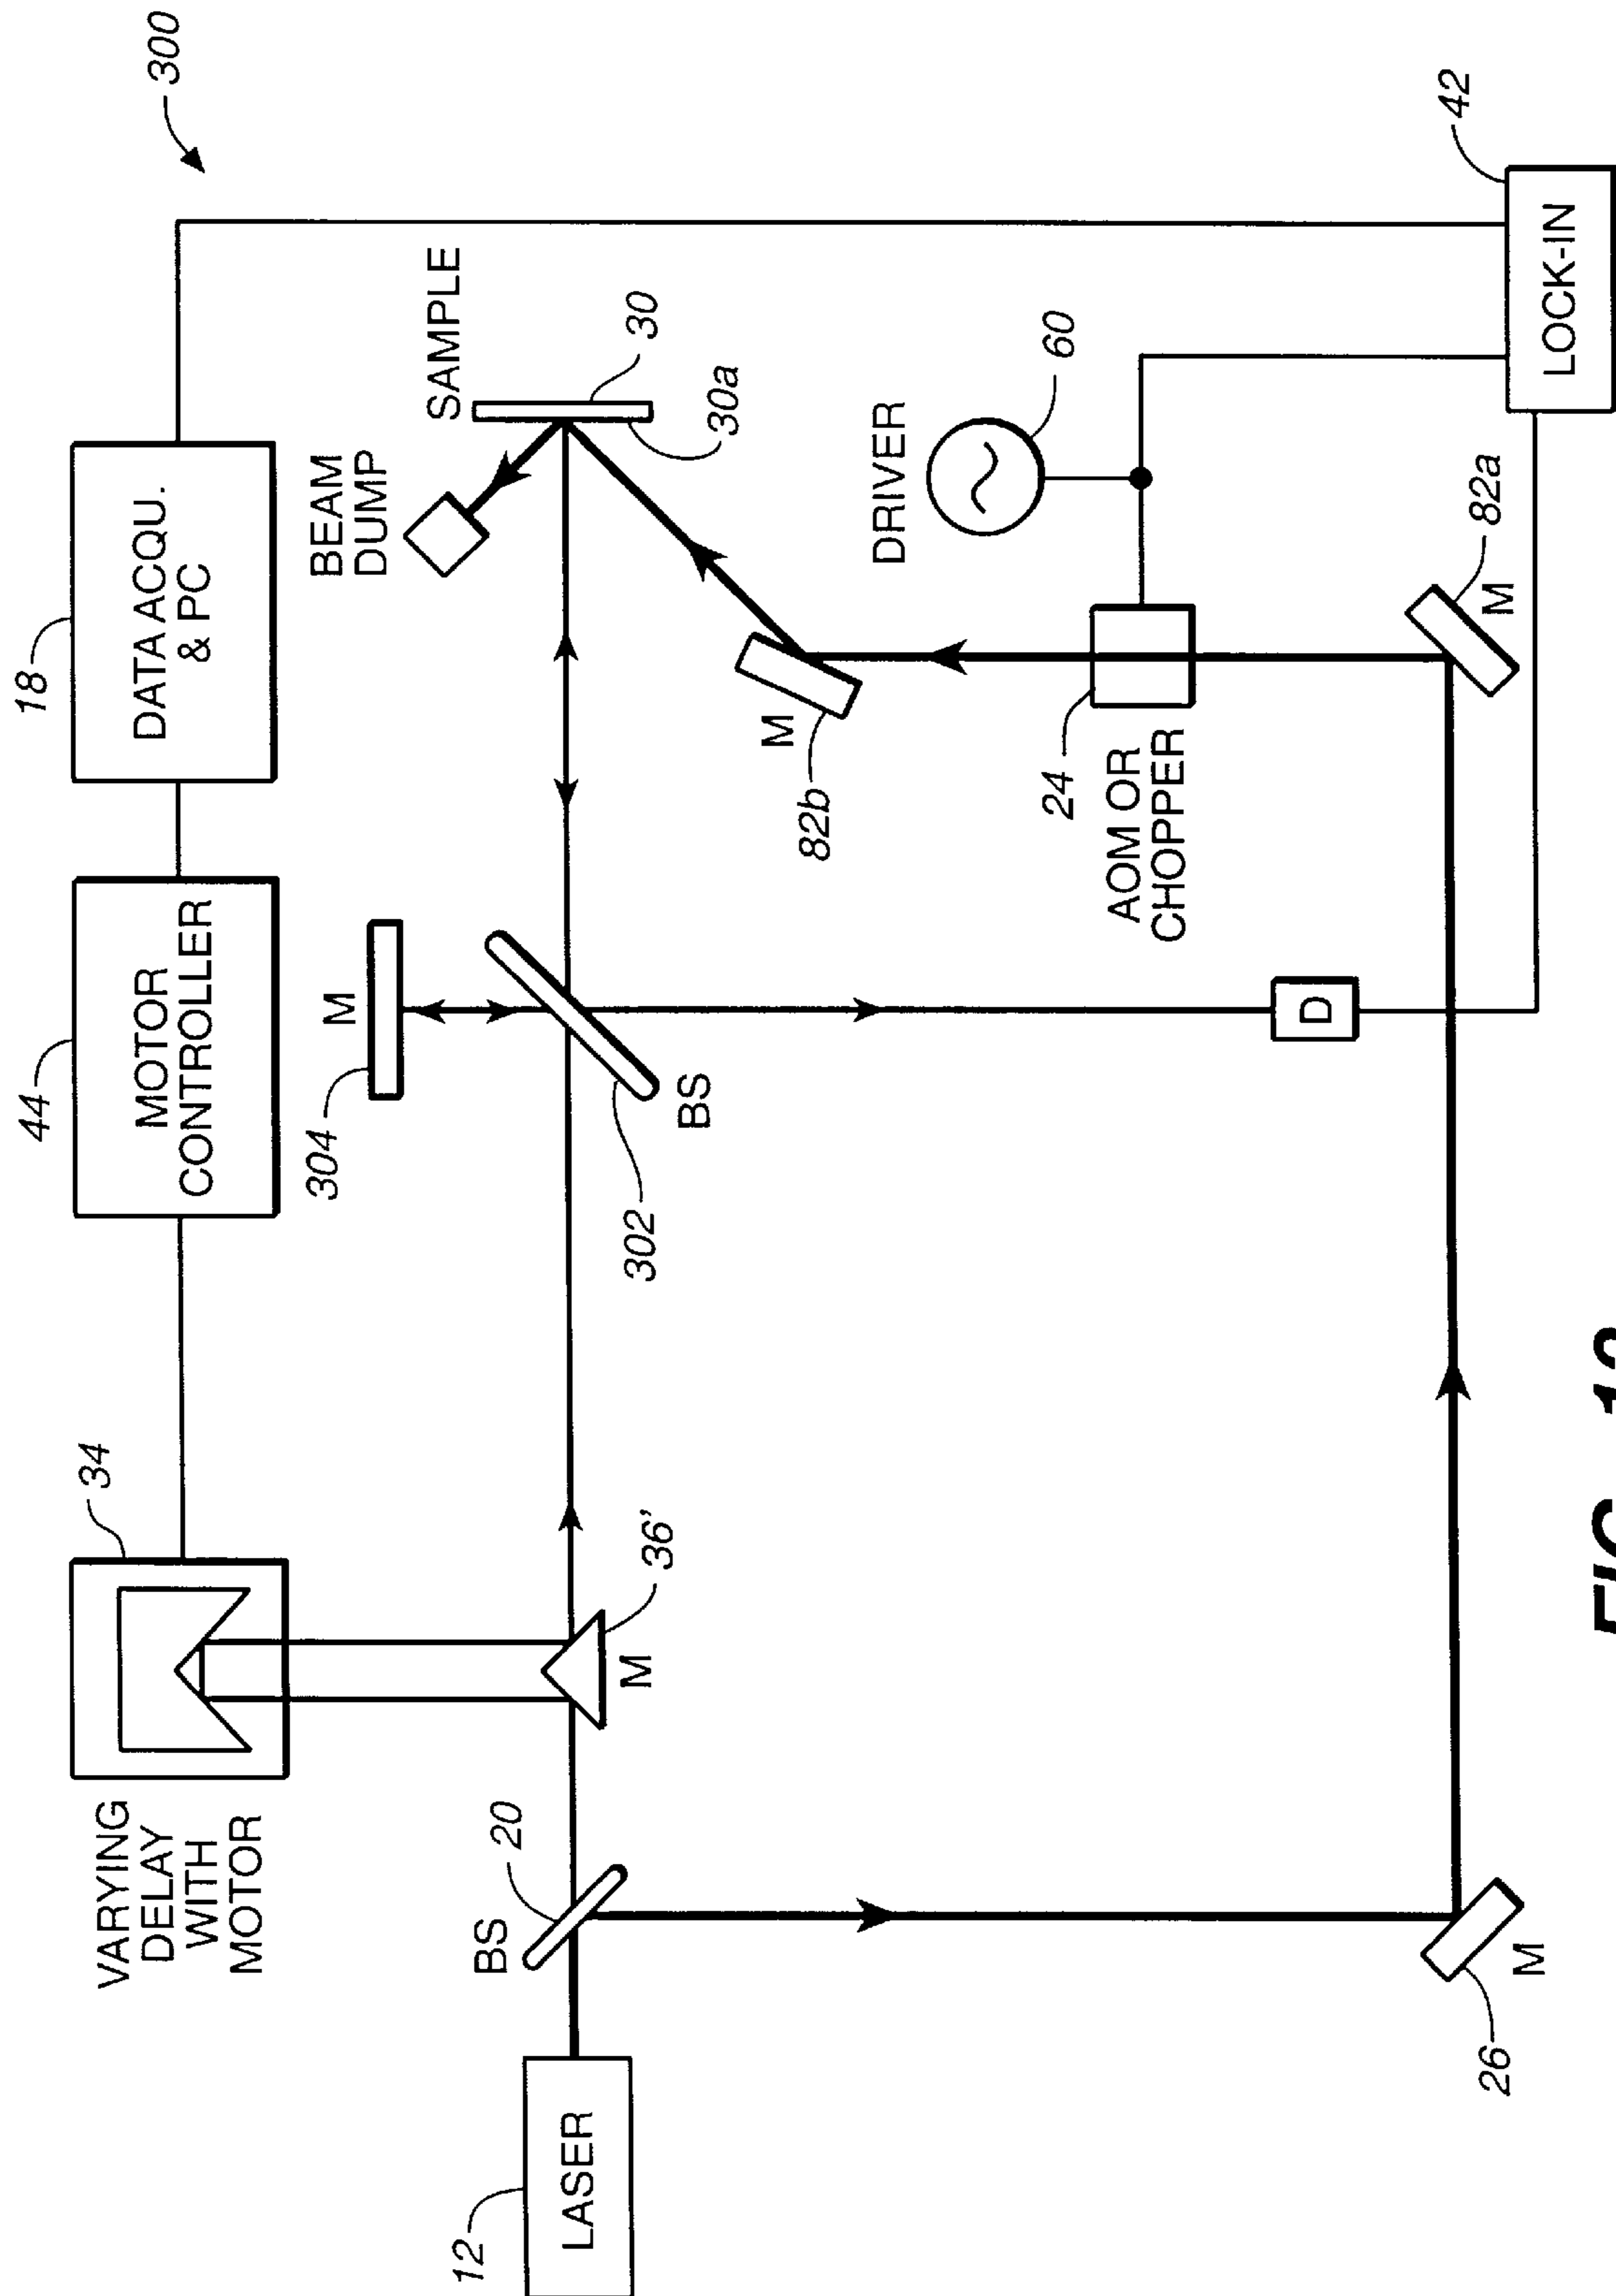 300
18
DATA ACQU.
& PC
44
MOTOR
CONTROLLER
34
VARYING
DELAY
WITH
MOTOR
SAMPLE
30
30a
BEAM
DUMP
M
304
BS
302
36'
M
BS
20
12
LASER
DRIVER
60
M
82b
24
AOM OR
CHOPPER
D
82a
M
42
LOCK-IN
26
M